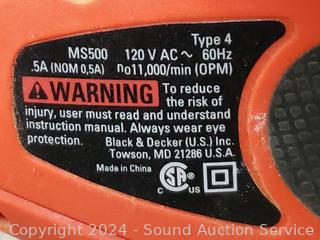 Type 4
MS500 120 V AC~ 60Hz
.5A (NOM 0,5A) no11,000/min (OPM)
WARNING To reduce
the risk of
injury, user must read and understand
instruction manual. Always wear eye
protection. Black & Decker (U.S.) Inc.
Towson, MD 21286 U.S.A.
Made in China
SA
C US
Copyright 2024 - Sound Auction Service